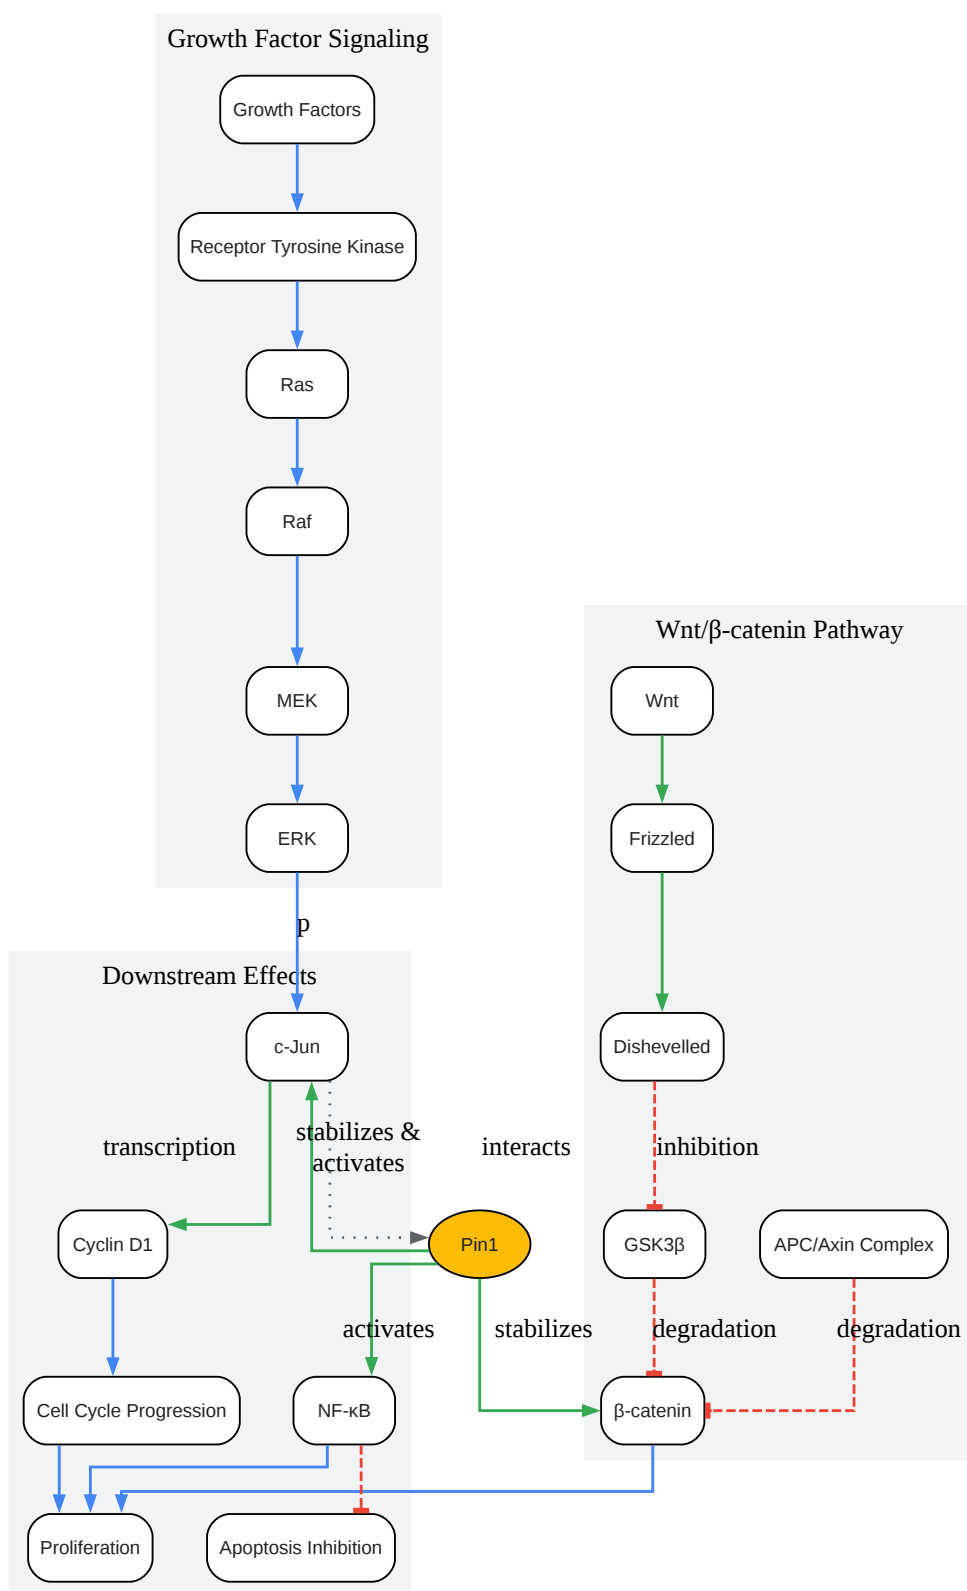 Growth Factor Signaling
Growth Factors
Receptor Tyrosine Kinase
Ras
Raf
Wnt/β-catenin Pathway
MEK
Wnt
ERK
Frizzled
p
Downstream Effects
c-Jun
Dishevelled
transcription
stabilizes &
activates
interacts
inhibition
Cyclin D1
Pin1
GSK3β
APC/Axin Complex
activates
stabilizes
degradation
degradation
Cell Cycle Progression
NF-κB
β-catenin
Proliferation
Apoptosis Inhibition